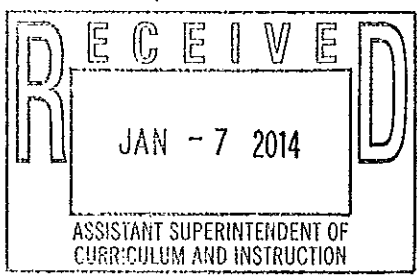 RECEIVED
JAN - 7 2014
ASSISTANT SUPERINTENDENT OF
CURRICULUM AND INSTRUCTION